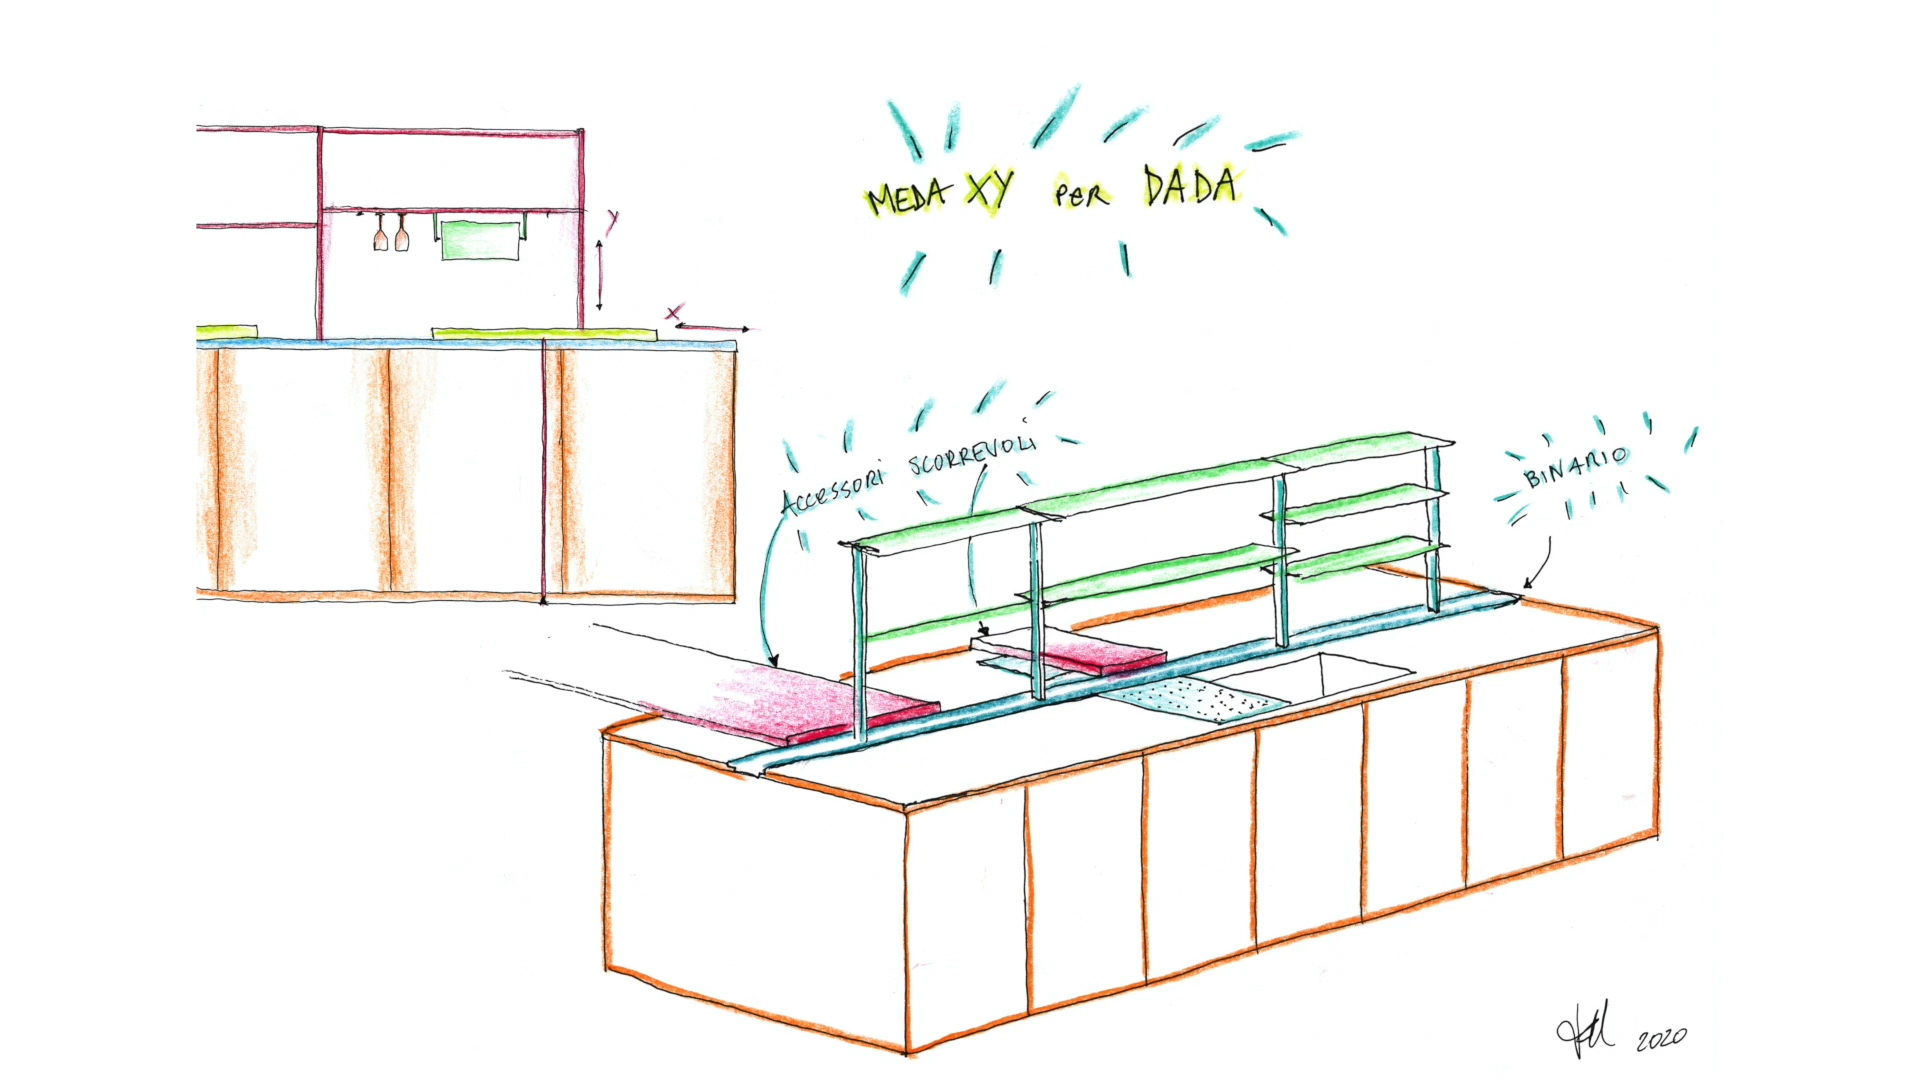 MEDA XY PER DADA
Y
X
ACCESSORI SCORREVOLI
BINARIO
2020